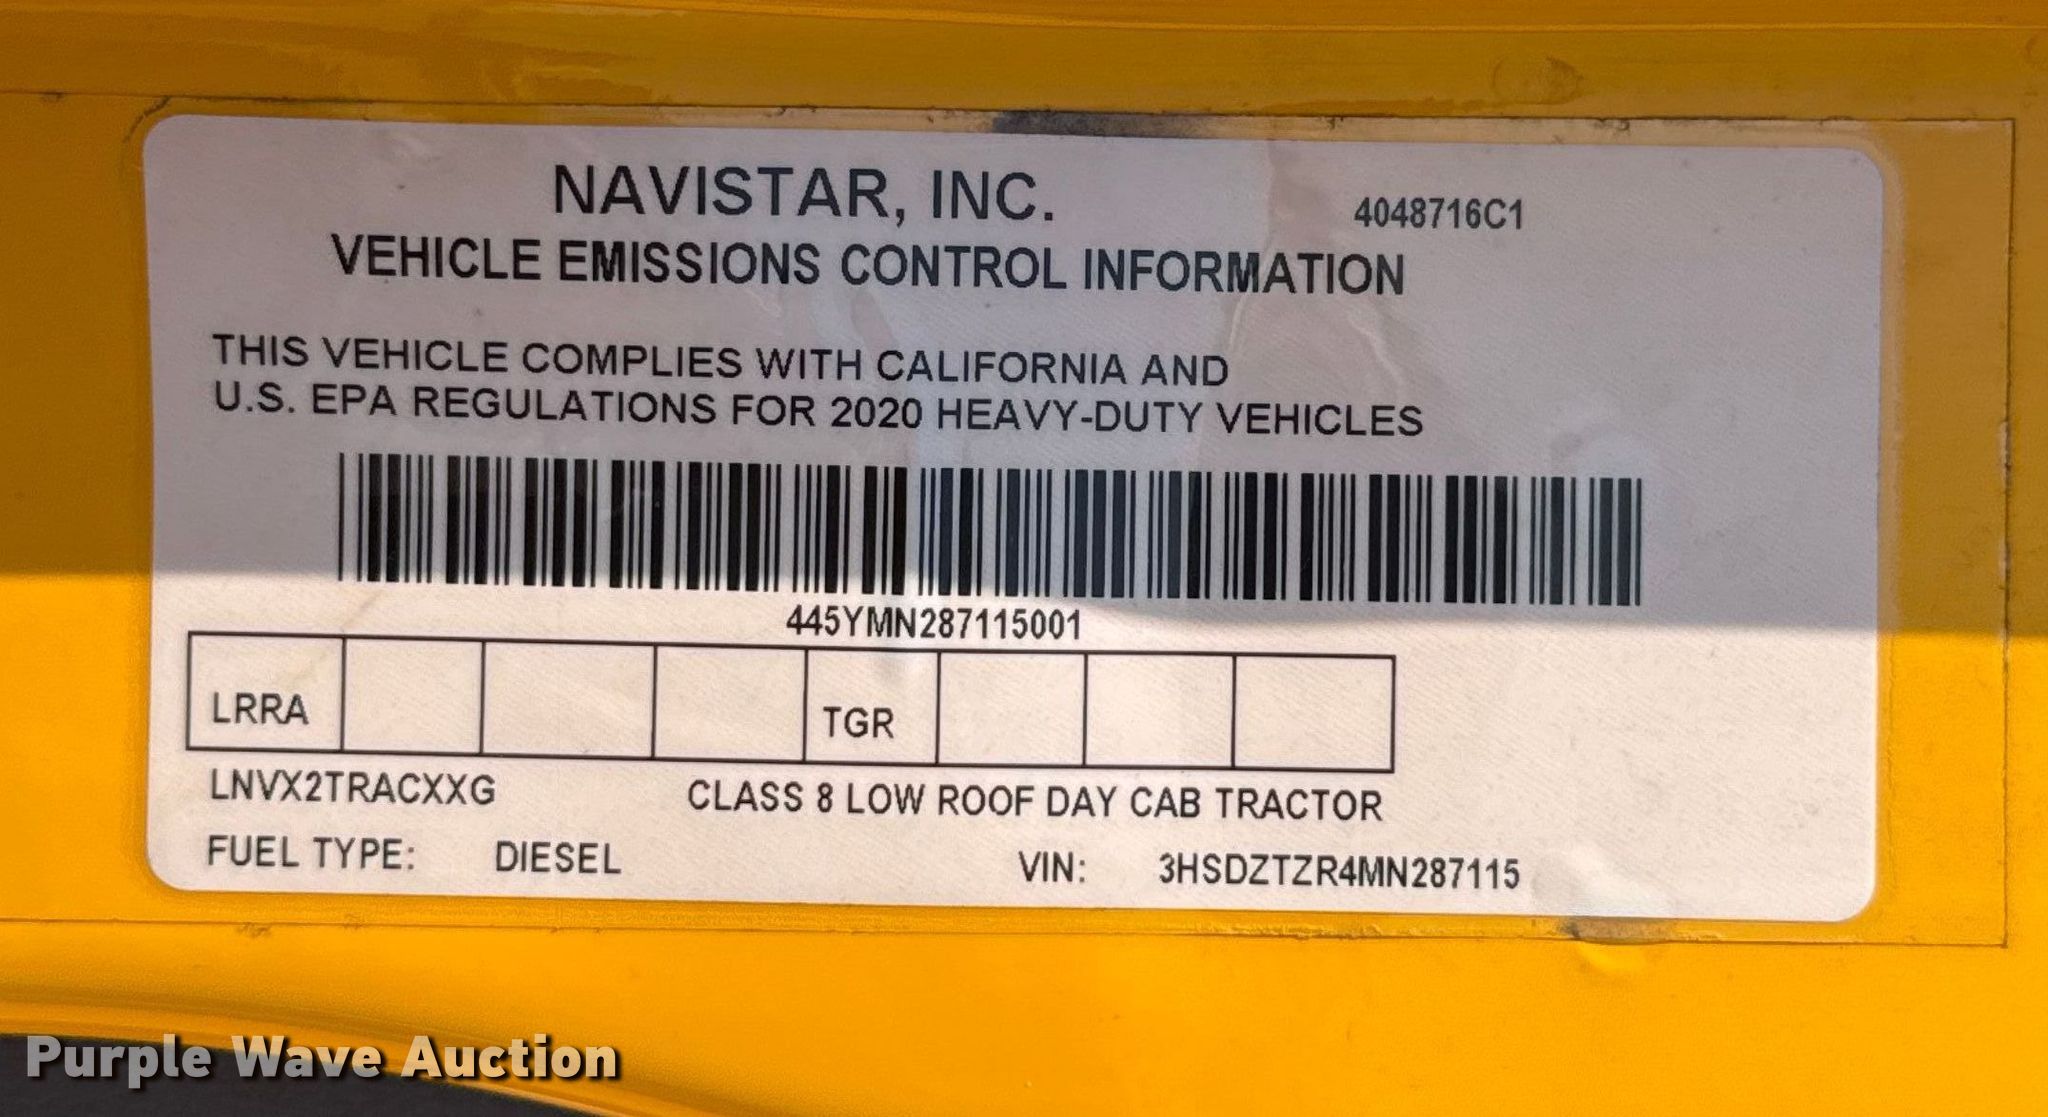 NAVISTAR, INC.
4048716C1
VEHICLE EMISSIONS CONTROL INFORMATION
THIS VEHICLE COMPLIES WITH CALIFORNIA AND
U.S. EPA REGULATIONS FOR 2020 HEAVY-DUTY VEHICLES
445YMN287115001
LRRA TGR
LNVX2TRACXXG CLASS 8 LOW ROOF DAY CAB TRACTOR
FUEL TYPE: DIESEL VIN: 3HSDZTZR4MN287115
Purple Wave Auction